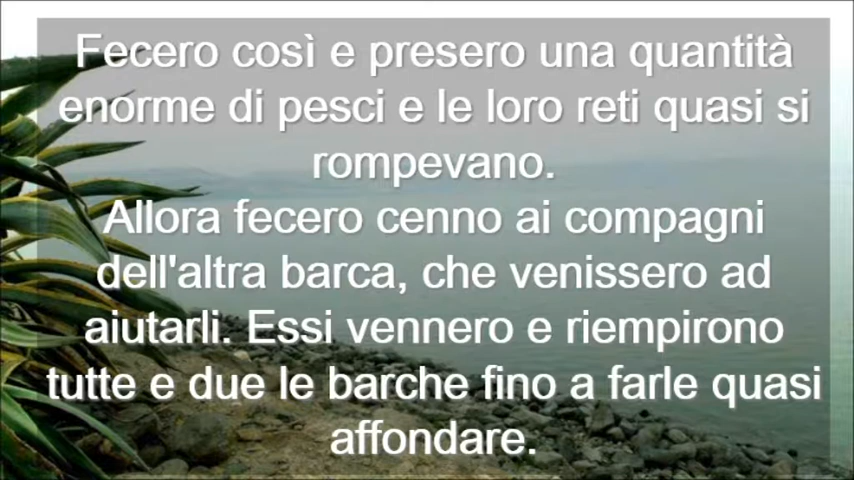 Fecero così e presero una quantità
enorme di pesci e le loro reti quasi si
rompevano.
Allora fecero cenno ai compagni
dell'altra barca, che venissero ad
aiutarli. Essi vennero e riempirono
tutte e due le barche fino a farle quasi
affondare.